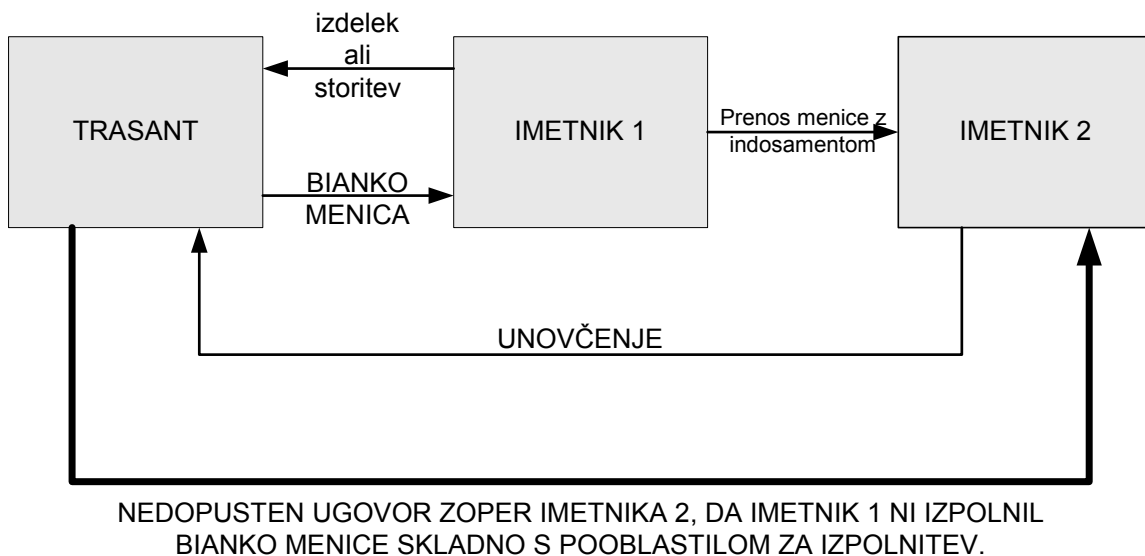 izdelek
ali
storitev
TRASANT
IMETNIK 1
Prenos menice z
indosamentom
IMETNIK 2
BIANKO
MENICA
UNOVČENJE
NEDOPUSTEN UGOVOR ZOPER IMETNIKA 2, DA IMETNIK 1 NI IZPOLNIL
BIANKO MENICE SKLADNO S POOBLASTILOM ZA IZPOLNITEV.